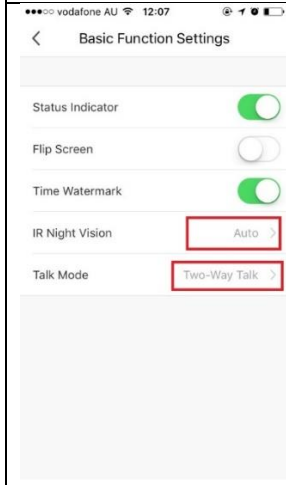 vodafone AU 12:07
Basic Function Settings
Status Indicator
Flip Screen
Time Watermark
IR Night Vision Auto
Talk Mode Two-Way Talk